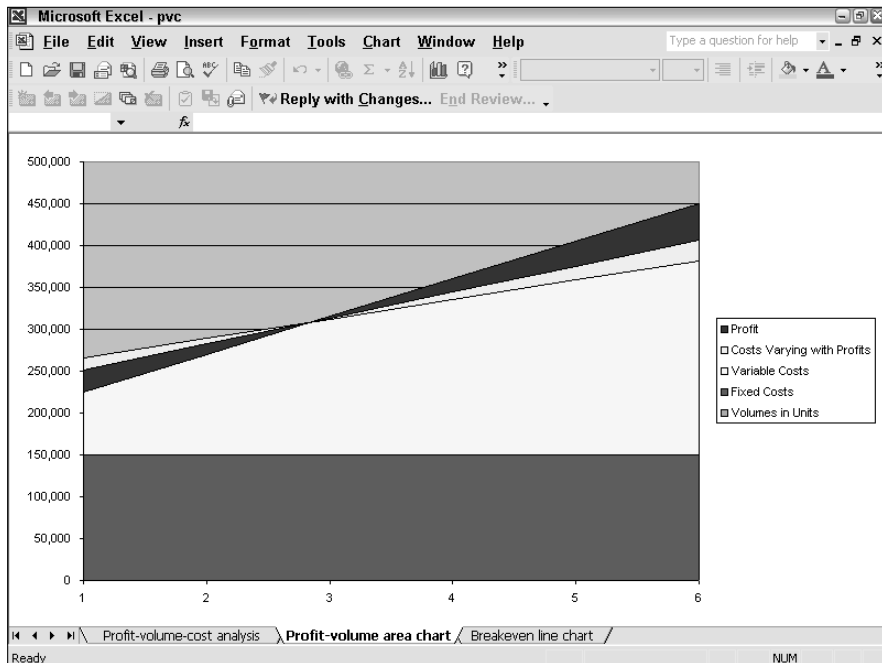 Microsoft Excel - pvc
File Edit View Insert Format Tools Chart Window Help
Type a question for help
Reply with Changes... End Review...
fx
500,000
450,000
400,000
350,000
300,000
250,000
200,000
150,000
100,000
50,000
0
1 2 3 4 5 6
Profit
Costs Varying with Profits
Variable Costs
Fixed Costs
Volumes in Units
Profit-volume-cost analysis Profit-volume area chart Breakeven line chart
Ready NUM